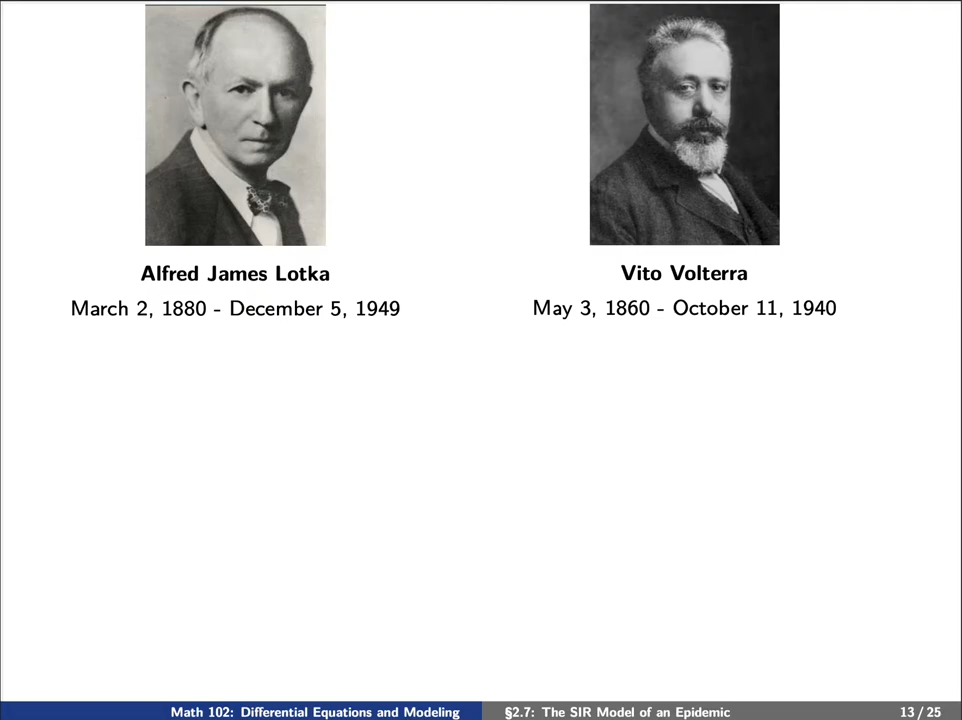 Alfred James Lotka
March 2, 1880 - December 5, 1949
Vito Volterra
May 3, 1860 - October 11, 1940
Math 102: Differential Equations and Modeling
§2.7: The SIR Model of an Epidemic
13 / 25